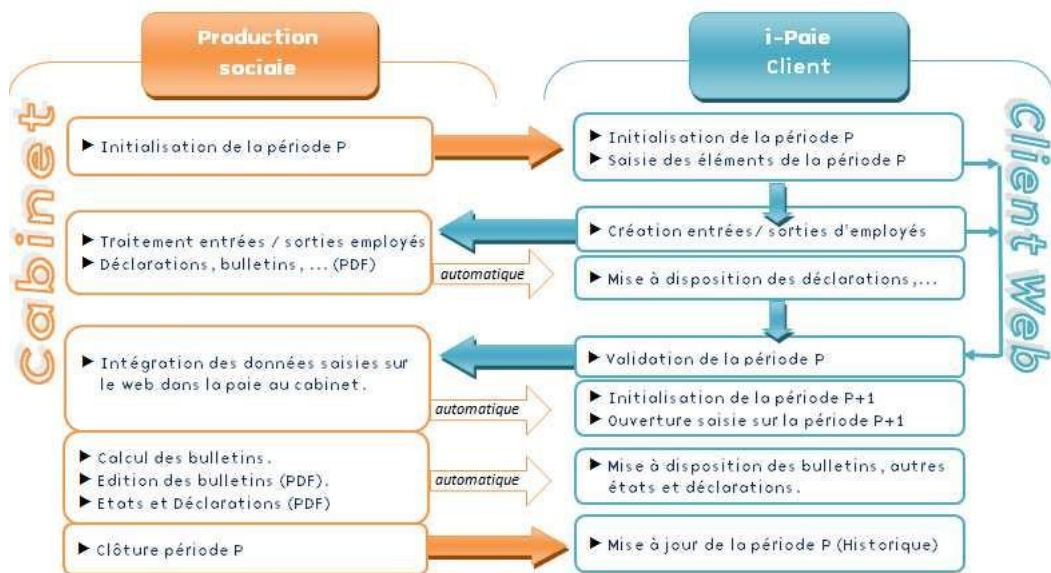 Production
sociale
i-Paie
Client
Cabinet
Client Web
► Initialisation de la période P
► Initialisation de la période P
► Saisie des éléments de la période P
► Traitement entrées / sorties employés
► Déclarations, bulletins, ... (PDF)
► Création entrées/ sorties d'employés
automatique
► Mise à disposition des déclarations,...
► Intégration des données saisies sur
le web dans la paie au cabinet.
► Validation de la période P
automatique
► Initialisation de la période P+1
► Ouverture saisie sur la période P+1
► Calcul des bulletins.
► Edition des bulletins (PDF).
► Etats et Déclarations (PDF)
automatique
► Mise à disposition des bulletins, autres
états et déclarations.
► Clôture période P
► Mise à jour de la période P (Historique)